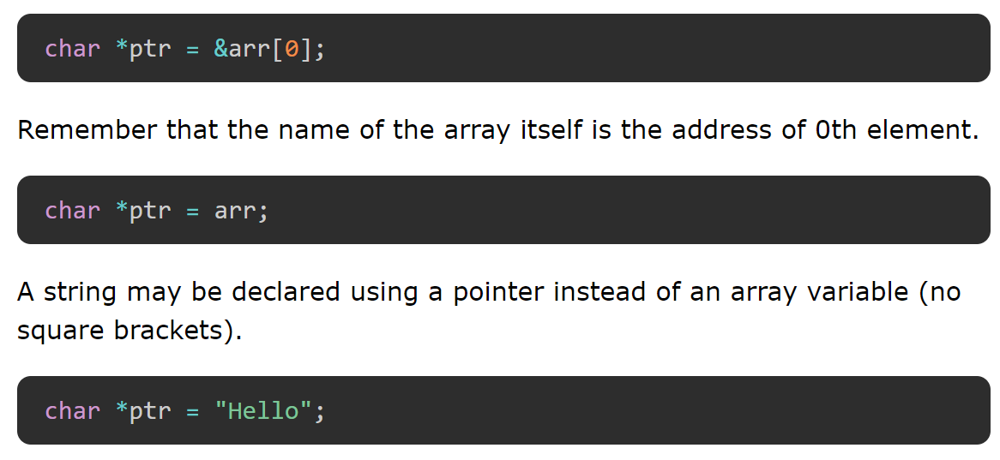 char *ptr = &arr[0];
Remember that the name of the array itself is the address of 0th element.
char *ptr = arr;
A string may be declared using a pointer instead of an array variable (no
square brackets).
char *ptr = "Hello";